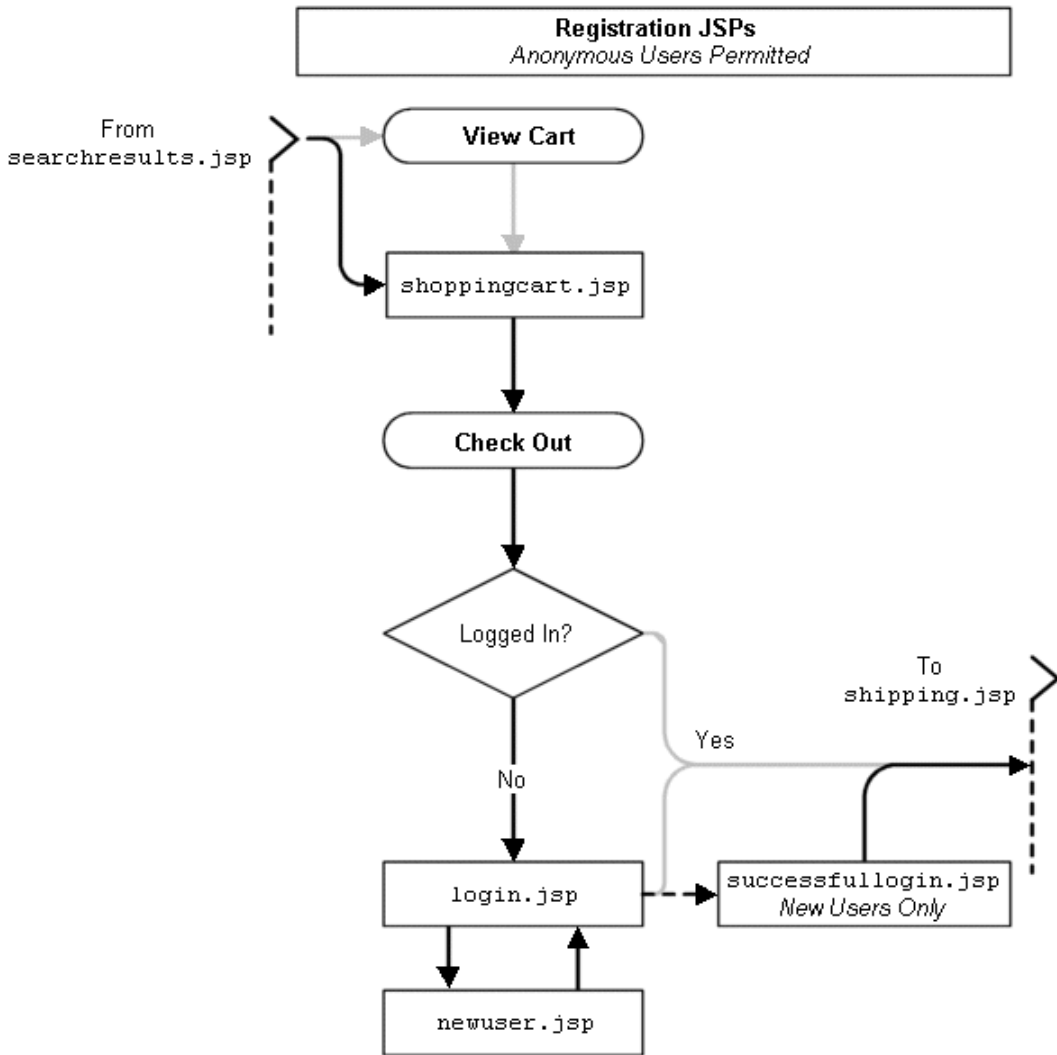 Registration JSPs
Anonymous Users Permitted
From
searchresults.jsp
View Cart
shoppingcart.jsp
Check Out
Logged In?
To
shipping.jsp
Yes
No
login.jsp
successfullogin.jsp
New Users Only
newuser.jsp